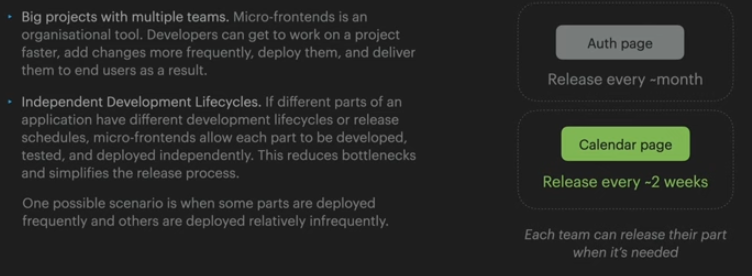 Big projects with multiple teams. Micro-frontends is an
organisational tool. Developers can get to work on a project
faster, add changes more frequently, deploy them, and deliver
them to end users as a result.
Independent Development Lifecycles. If different parts of an
application have different development lifecycles or release
schedules, micro-frontends allow each part to be developed,
tested, and deployed independently. This reduces bottlenecks
and simplifies the release process.
One possible scenario is when some parts are deployed
frequently and others are deployed relatively infrequently.
Auth page
Release every ~month
Calendar page
Release every ~2 weeks
Each team can release their part
when it's needed